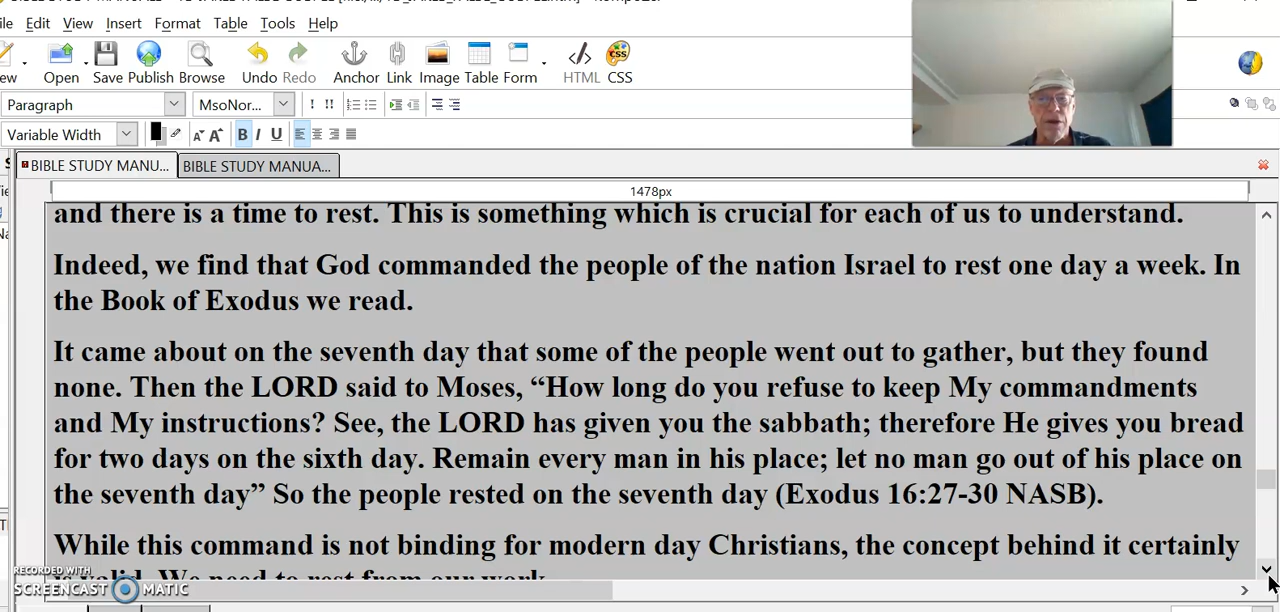 Edit View Insert Format Table Tools Help
Open Save Publish Browse Undo Redo Anchor Link Image Table Form HTML CSS
Paragraph MsoNor...
Variable Width B I U
BIBLE STUDY MANU... BIBLE STUDY MANUA...
1478px
and there is a time to rest. This is something which is crucial for each of us to understand.
Indeed, we find that God commanded the people of the nation Israel to rest one day a week. In
the Book of Exodus we read.
It came about on the seventh day that some of the people went out to gather, but they found
none. Then the LORD said to Moses, “How long do you refuse to keep My commandments
and My instructions? See, the LORD has given you the sabbath; therefore He gives you bread
for two days on the sixth day. Remain every man in his place; let no man go out of his place on
the seventh day” So the people rested on the seventh day (Exodus 16:27-30 NASB).
While this command is not binding for modern day Christians, the concept behind it certainly
is valid. We need to rest from our work
RECORDED WITH
SCREENCAST MATIC